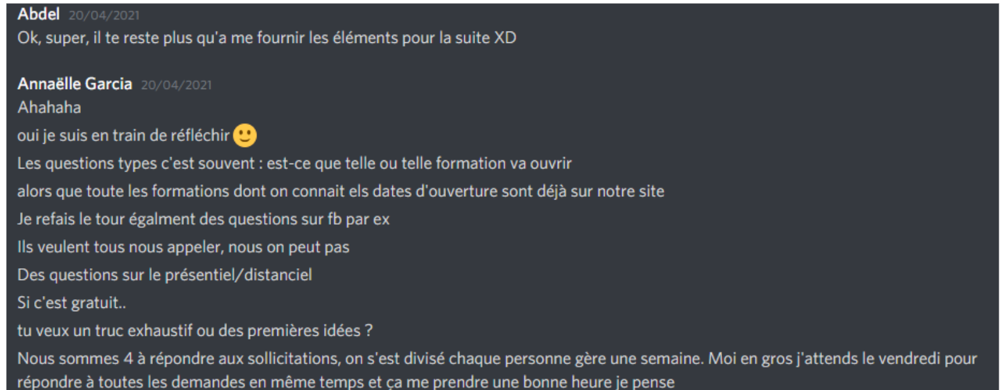 Abdel 20/04/2021
Ok, super, il te reste plus qu'a me fournir les éléments pour la suite XD
Annaëlle Garcia 20/04/2021
Ahahaha
oui je suis en train de réfléchir
Les questions types c'est souvent : est-ce que telle ou telle formation va ouvrir
alors que toute les formations dont on connait els dates d'ouverture sont déjà sur notre site
Je refais le tour égalment des questions sur fb par ex
Ils veulent tous nous appeler, nous on peut pas
Des questions sur le présentiel/distanciel
Si c'est gratuit..
tu veux un truc exhaustif ou des premières idées ?
Nous sommes 4 à répondre aux sollicitations, on s'est divisé chaque personne gère une semaine. Moi en gros j'attends le vendredi pour
répondre à toutes les demandes en même temps et ça me prendre une bonne heure je pense